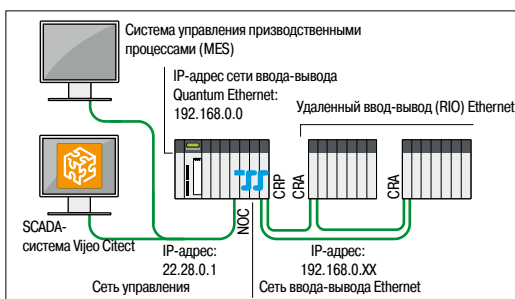 Система управления призводственными
процессами (MES)
IP-адрес сети ввода-вывода
Quantum Ethernet:
192.168.0.0
Удаленный ввод-вывод (RIO) Ethernet
NOC
CRP
CRA
CRA
SCADA-
система Vijeo Citect
IP-адрес:
22.28.0.1
IP-адрес:
192.168.0.XX
Сеть управления
Сеть ввода-вывода Ethernet